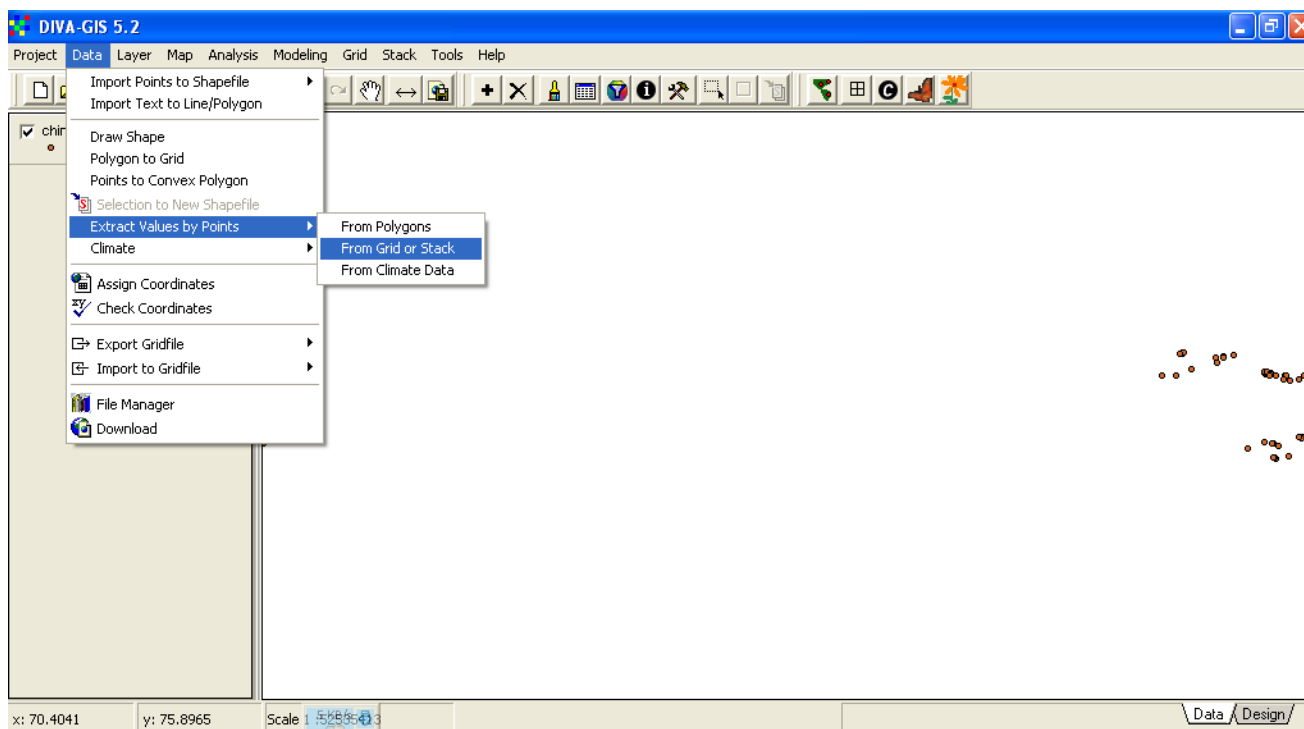 DIVA-GIS 5.2
Project Data Layer Map Analysis Modeling Grid Stack Tools Help
Import Points to Shapefile
Import Text to Line/Polygon
chir
Draw Shape
Polygon to Grid
Points to Convex Polygon
Selection to New Shapefile
Extract Values by Points
From Polygons
Climate
From Grid or Stack
From Climate Data
Assign Coordinates
Check Coordinates
Export Gridfile
Import to Gridfile
File Manager
Download
x: 70.4041 y: 75.8965 Scale 1
Data Design